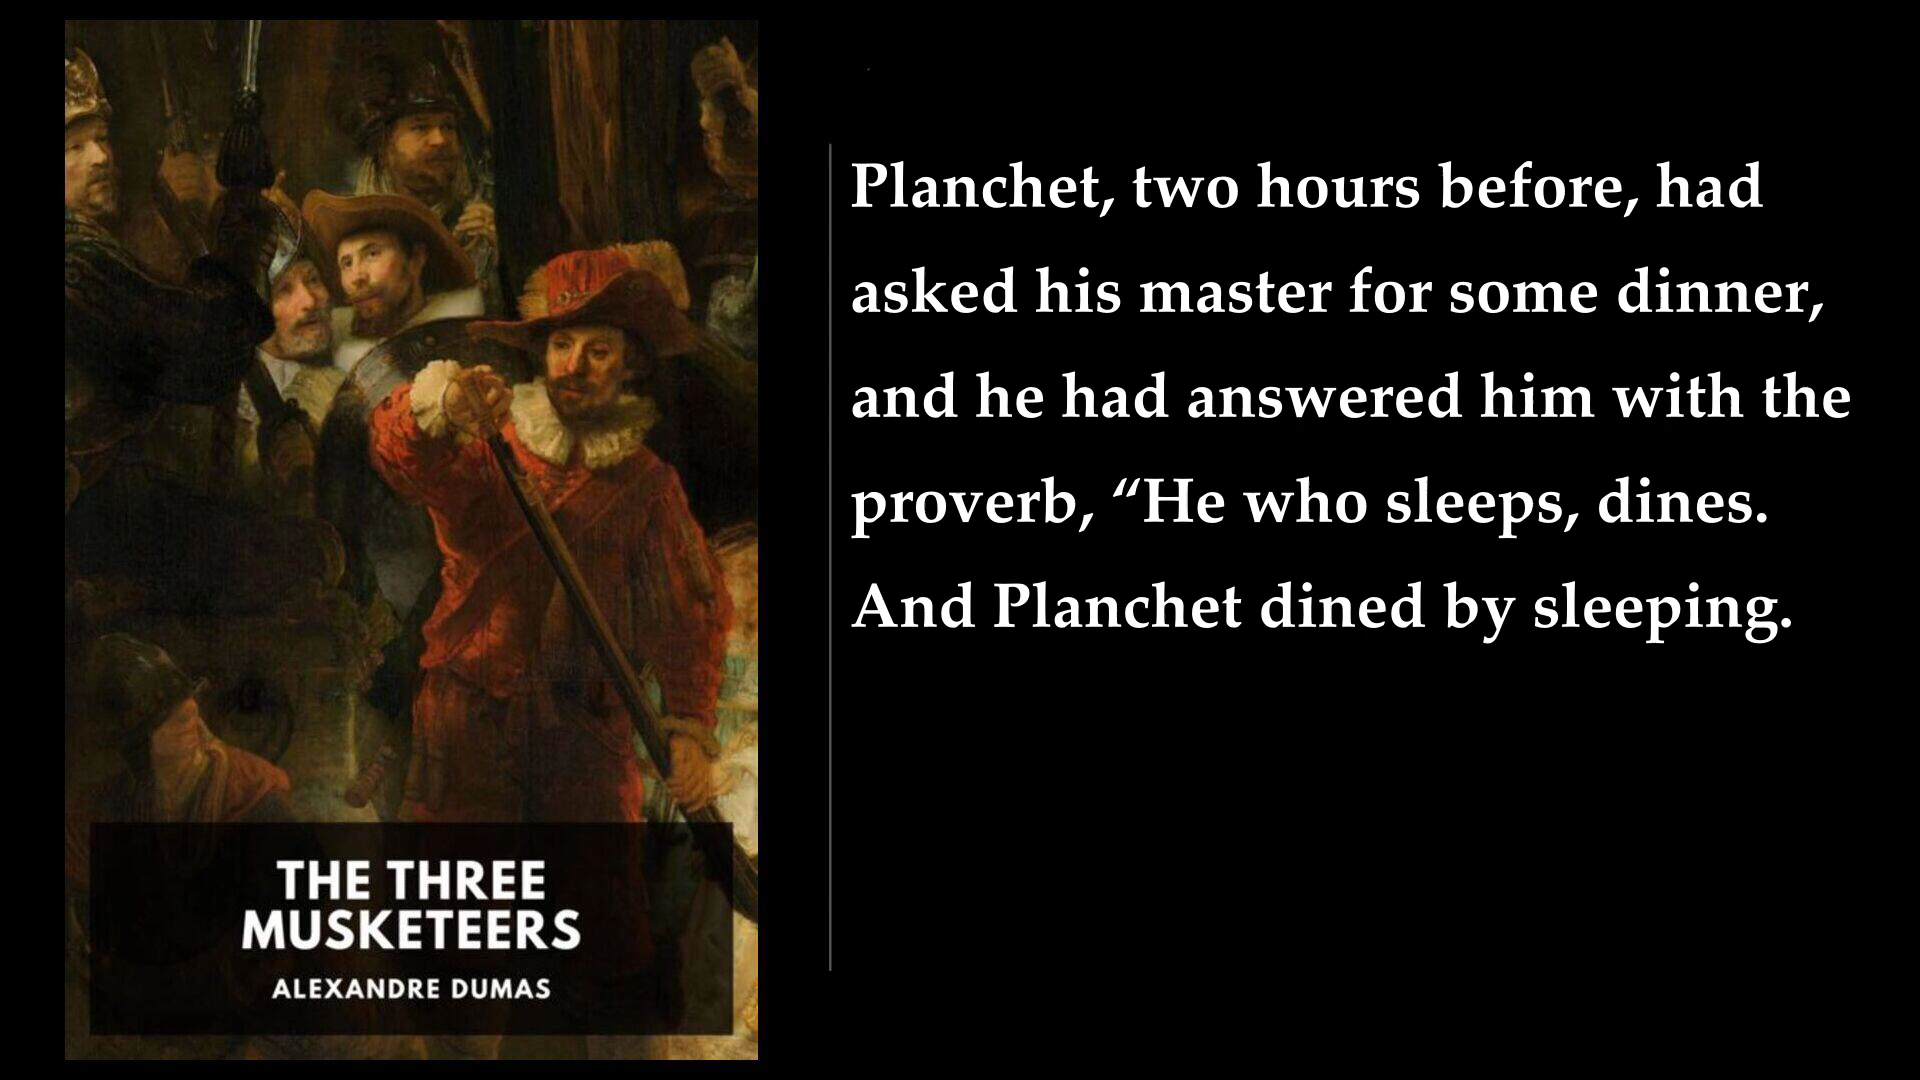 Planchet, two hours before, had
asked his master for some dinner,
and he had answered him with the
proverb, “He who sleeps, dines.
And Planchet dined by sleeping.
THE THREE
MUSKETEERS
ALEXANDRE DUMAS